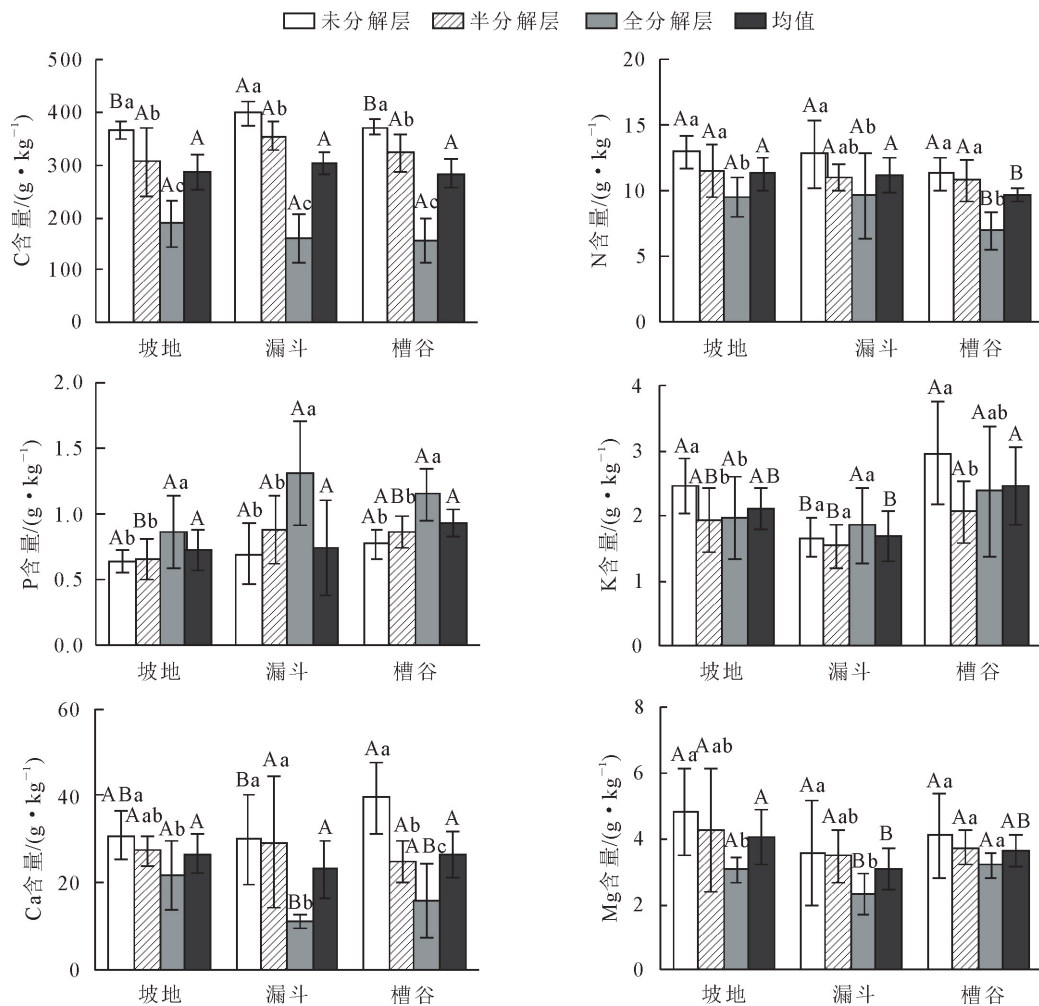 未分解层 半分解层 全分解层 均值
C含量/(g·kg⁻¹)
500
400
300
200
100
0
Ba Ab Ac A
Aa Ab Ac A
Ba Ab Ac A
坡地 漏斗 槽谷
N含量/(g·kg⁻¹)
20
15
10
5
0
Aa Aa Ab A
Aa Aab Ab A
Aa Aa Bb B
坡地 漏斗 槽谷
P含量/(g·kg⁻¹)
2.0
1.5
1.0
0.5
0.0
Ab Bb Aa A
Ab Ab Aa A
Ab ABb Aa A
坡地 漏斗 槽谷
K含量/(g·kg⁻¹)
4
3
2
1
0
Aa ABb Ab AB
Ba Ba Aa B
Aa Ab Aab A
坡地 漏斗 槽谷
Ca含量/(g·kg⁻¹)
60
40
20
0
ABa Aab Ab A
Ba Aa Bb A
Aa Ab ABc A
坡地 漏斗 槽谷
Mg含量/(g·kg⁻¹)
8
6
4
2
0
Aa Aab Ab A
Aa Aab Bb B
Aa Aa Aa AB
坡地 漏斗 槽谷